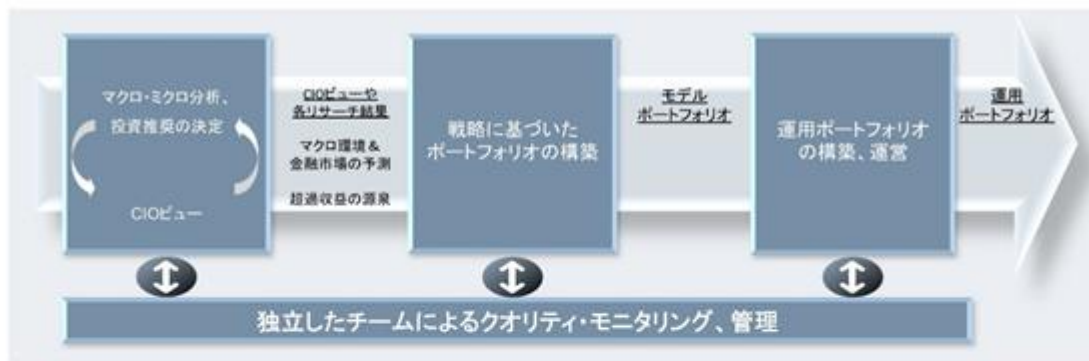 マクロ・ミクロ分析、
投資推奨の決定
CIOビュー
CIOビューや
各リサーチ結果
マクロ環境＆
金融市場の予測
超過収益の源泉
戦略に基づいた
ポートフォリオの構築
モデル
ポートフォリオ
運用ポートフォリオ
の構築、運営
運用
ポートフォリオ
独立したチームによるクオリティ・モニタリング、管理